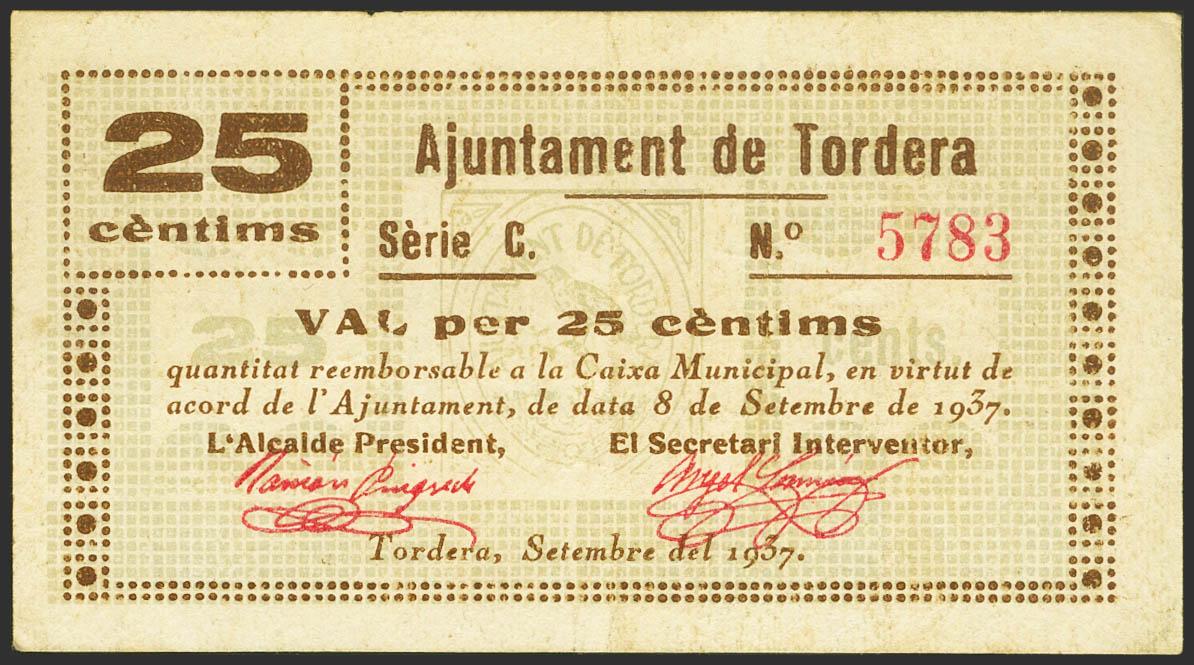 25
cèntims
Ajuntament de Tordera
Sèrie C.
N.º 5783
VAL per 25 cèntims
quantitat reemborsable a la Caixa Municipal, en virtut de
acord de l'Ajuntament, de data 8 de Setembre de 1937.
L'Alcalde President,
El Secretari Interventor,
Tordera, Setembre del 1937.
25
cents.